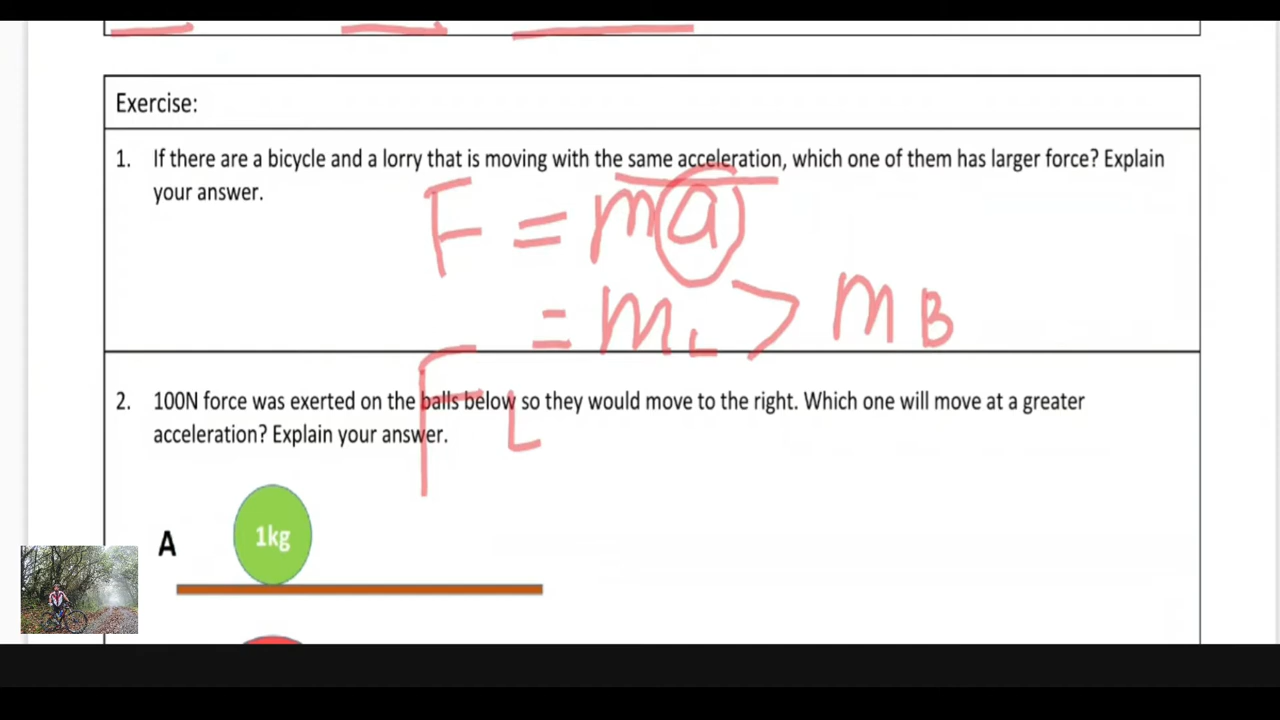 Exercise:
1. If there are a bicycle and a lorry that is moving with the same acceleration, which one of them has larger force? Explain
your answer.
F = ma
= mL > mB
2. 100N force was exerted on the balls below so they would move to the right. Which one will move at a greater
acceleration? Explain your answer.
FL
1kg
A